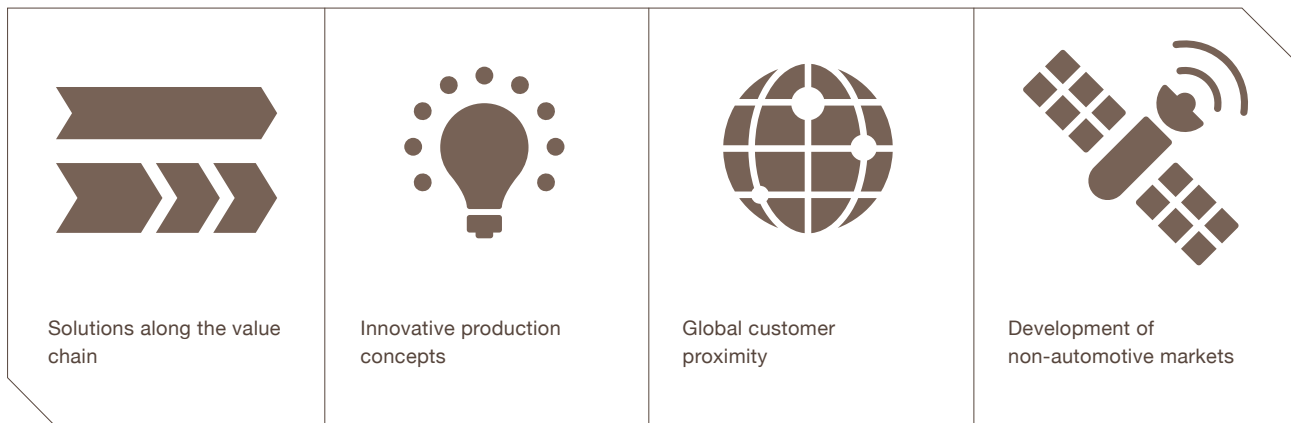 Solutions along the value
chain
Innovative production
concepts
Global customer
proximity
Development of
non-automotive markets